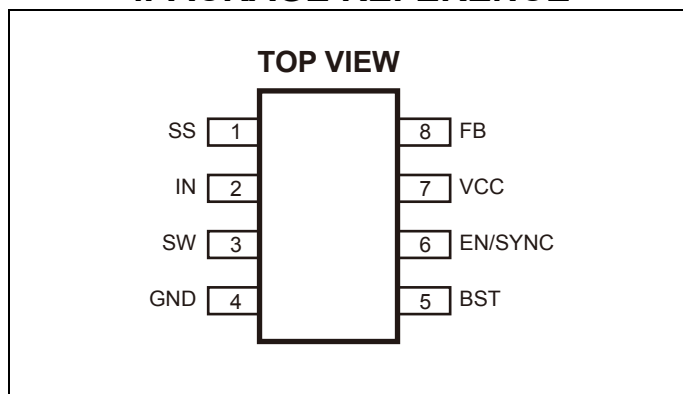 TOP VIEW
SS 1 8 FB
IN 2 7 VCC
SW 3 6 EN/SYNC
GND 4 5 BST